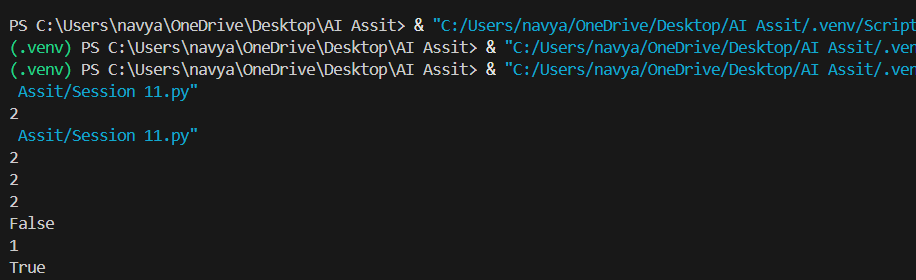 PS C:\Users\navya\OneDrive\Desktop\AI Assit> & "C:/Users/navya/OneDrive/Desktop/AI Assit/.venv/Script
(.venv) PS C:\Users\navya\OneDrive\Desktop\AI Assit> & "C:/Users/navya/OneDrive/Desktop/AI Assit/.ve
(.venv) PS C:\Users\navya\OneDrive\Desktop\AI Assit> & "C:/Users/navya/OneDrive/Desktop/AI Assit/.ven
Assit/Session 11.py"
2
Assit/Session 11.py"
2
2
2
False
1
True